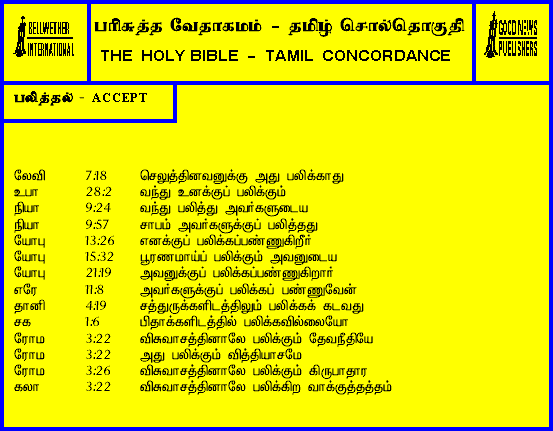 BELLWETHER
INTERNATIONAL
பரிசுத்த வேதாகமம் - தமிழ் சொல்தொகுதி
THE HOLY BIBLE - TAMIL CONCORDANCE
GOOD NEWS
PUBLISHERS
பலித்தல் - ACCEPT
லேவி 7:18 செலுத்தினவனுக்கு அது பலிக்காது
உபா 28:2 வந்து உனக்குப் பலிக்கும்
நியா 9:24 வந்து பலித்து அவர்களுடைய
நியா 9:57 சாபம் அவர்களுக்குப் பலித்தது
யோபு 13:26 எனக்குப் பலிக்கப்பண்ணுகிறீர்
யோபு 15:32 பூரணமாய்ப் பலிக்கும் அவனுடைய
யோபு 21:19 அவனுக்குப் பலிக்கப்பண்ணுகிறார்
எரே 11:8 அவர்களுக்குப் பலிக்கப் பண்ணுவேன்
தானி 4:19 சத்துருக்களிடத்திலும் பலிக்கக் கடவது
சக 1:6 பிதாக்களிடத்தில் பலிக்கவில்லையோ
ரோம 3:22 விசுவாசத்தினாலே பலிக்கும் தேவநீதியே
ரோம 3:22 அது பலிக்கும் வித்தியாசமே
ரோம 3:26 விசுவாசத்தினாலே பலிக்கும் கிருபாதார
கலா 3:22 விசுவாசத்தினாலே பலிக்கிற வாக்குத்தத்தம்